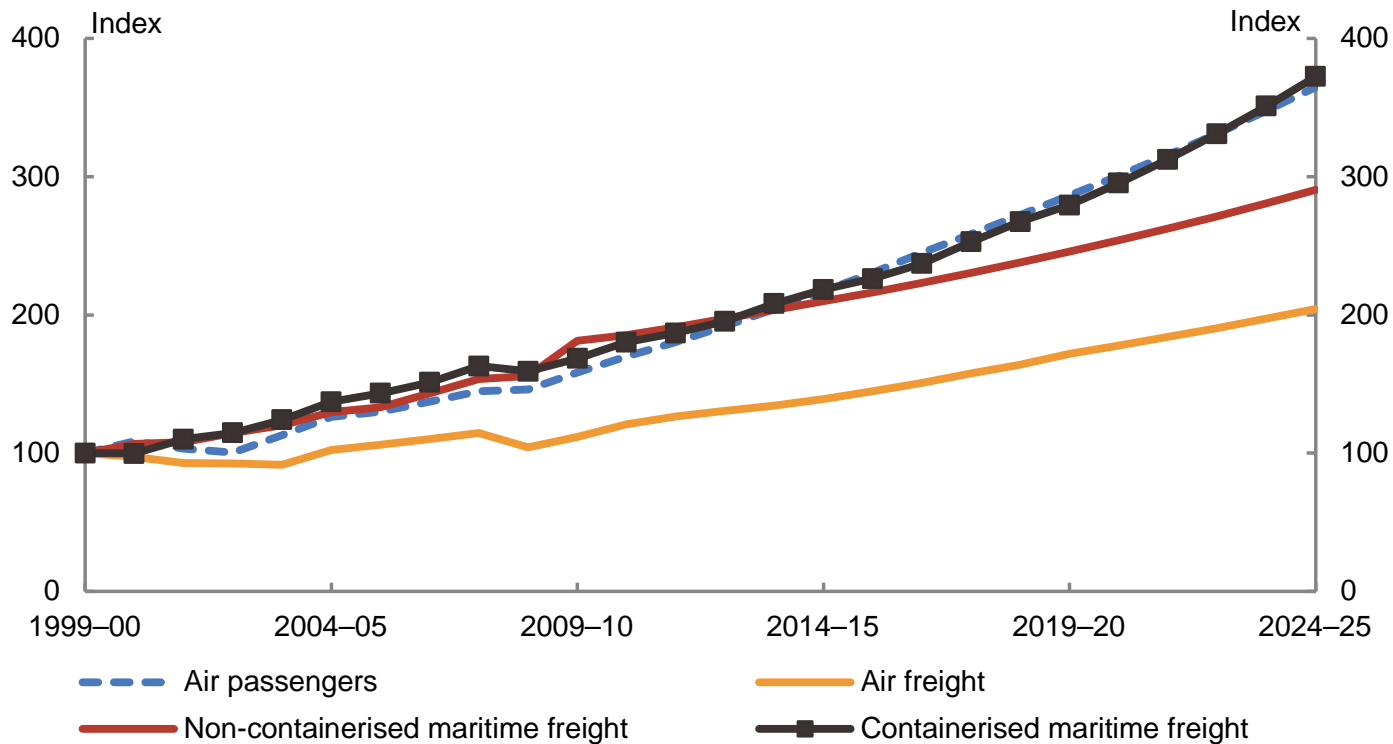 Index Index
400 400
300 300
200 200
100 100
0 0
1999–00 2004–05 2009–10 2014–15 2019–20 2024–25
Air passengers Air freight
Non-containerised maritime freight Containerised maritime freight